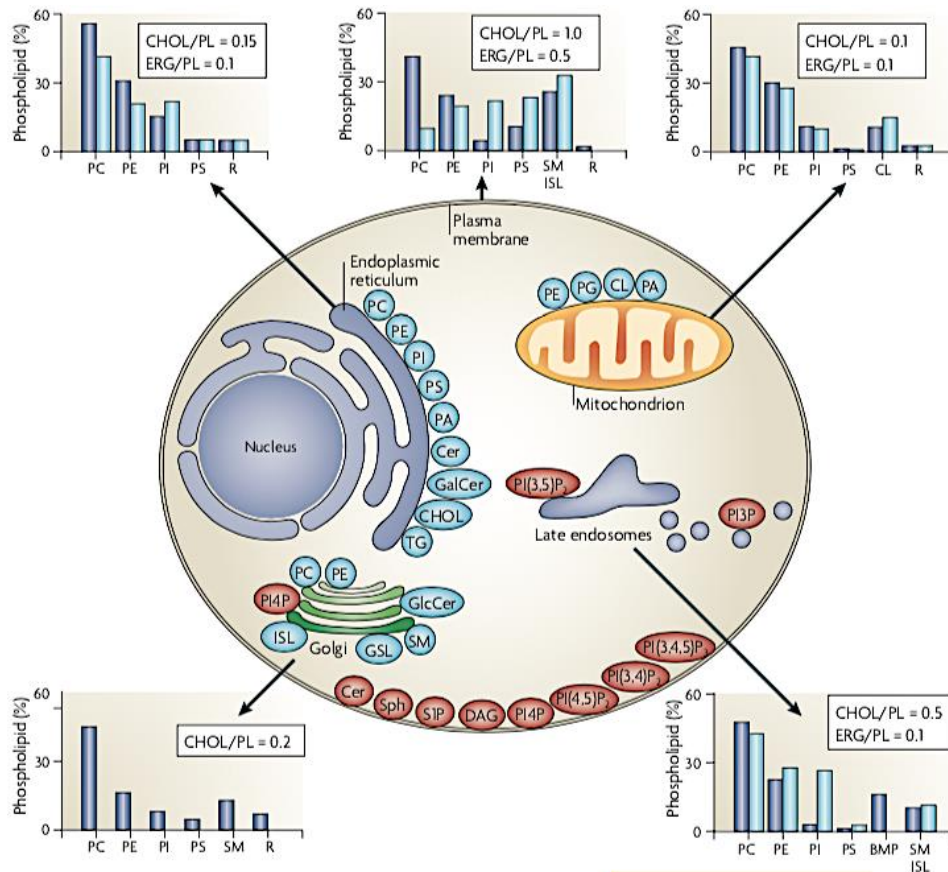 Phospholipid (%)
60
30
0
CHOL/PL = 0.15
ERG/PL = 0.1
PC PE PI PS R
Phospholipid (%)
60
30
0
CHOL/PL = 1.0
ERG/PL = 0.5
PC PE PI PS SM R
ISL
Phospholipid (%)
60
30
0
CHOL/PL = 0.1
ERG/PL = 0.1
PC PE PI PS CL R
Plasma
membrane
Endoplasmic
reticulum
PC
PE
PI
PS
PA
Cer
GalCer
CHOL
TG
Nucleus
PE PG CL PA
Mitochondrion
PI(3,5)P2
PI3P
Late endosomes
PC PE
PI4P
GlcCer
ISL
Golgi
GSL
SM
Cer
Sph
S1P
DAG
PI4P
PI(4,5)P2
PI(3,4)P2
PI(3,4,5)P3
Phospholipid (%)
60
30
0
CHOL/PL = 0.2
PC PE PI PS SM R
Phospholipid (%)
60
30
0
CHOL/PL = 0.5
ERG/PL = 0.1
PC PE PI PS BMP SM
ISL